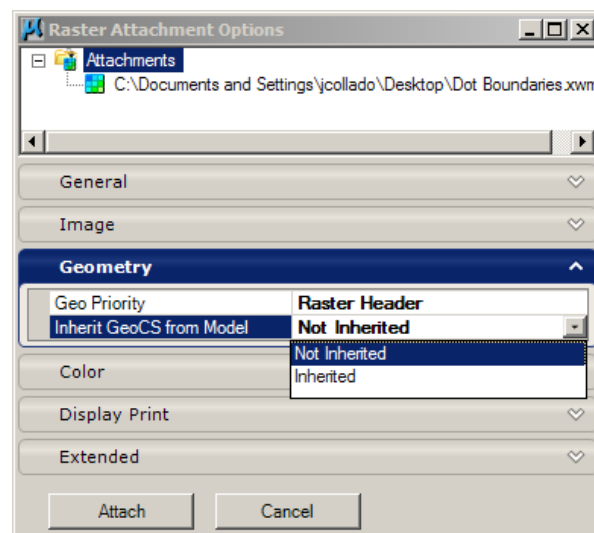 Raster Attachment Options
Attachments
C:\Documents and Settings\jcollado\Desktop\Dot Boundaries.xwm
General
Image
Geometry
Geo Priority Raster Header
Inherit GeoCS from Model Not Inherited
Not Inherited
Inherited
Color
Display Print
Extended
Attach Cancel